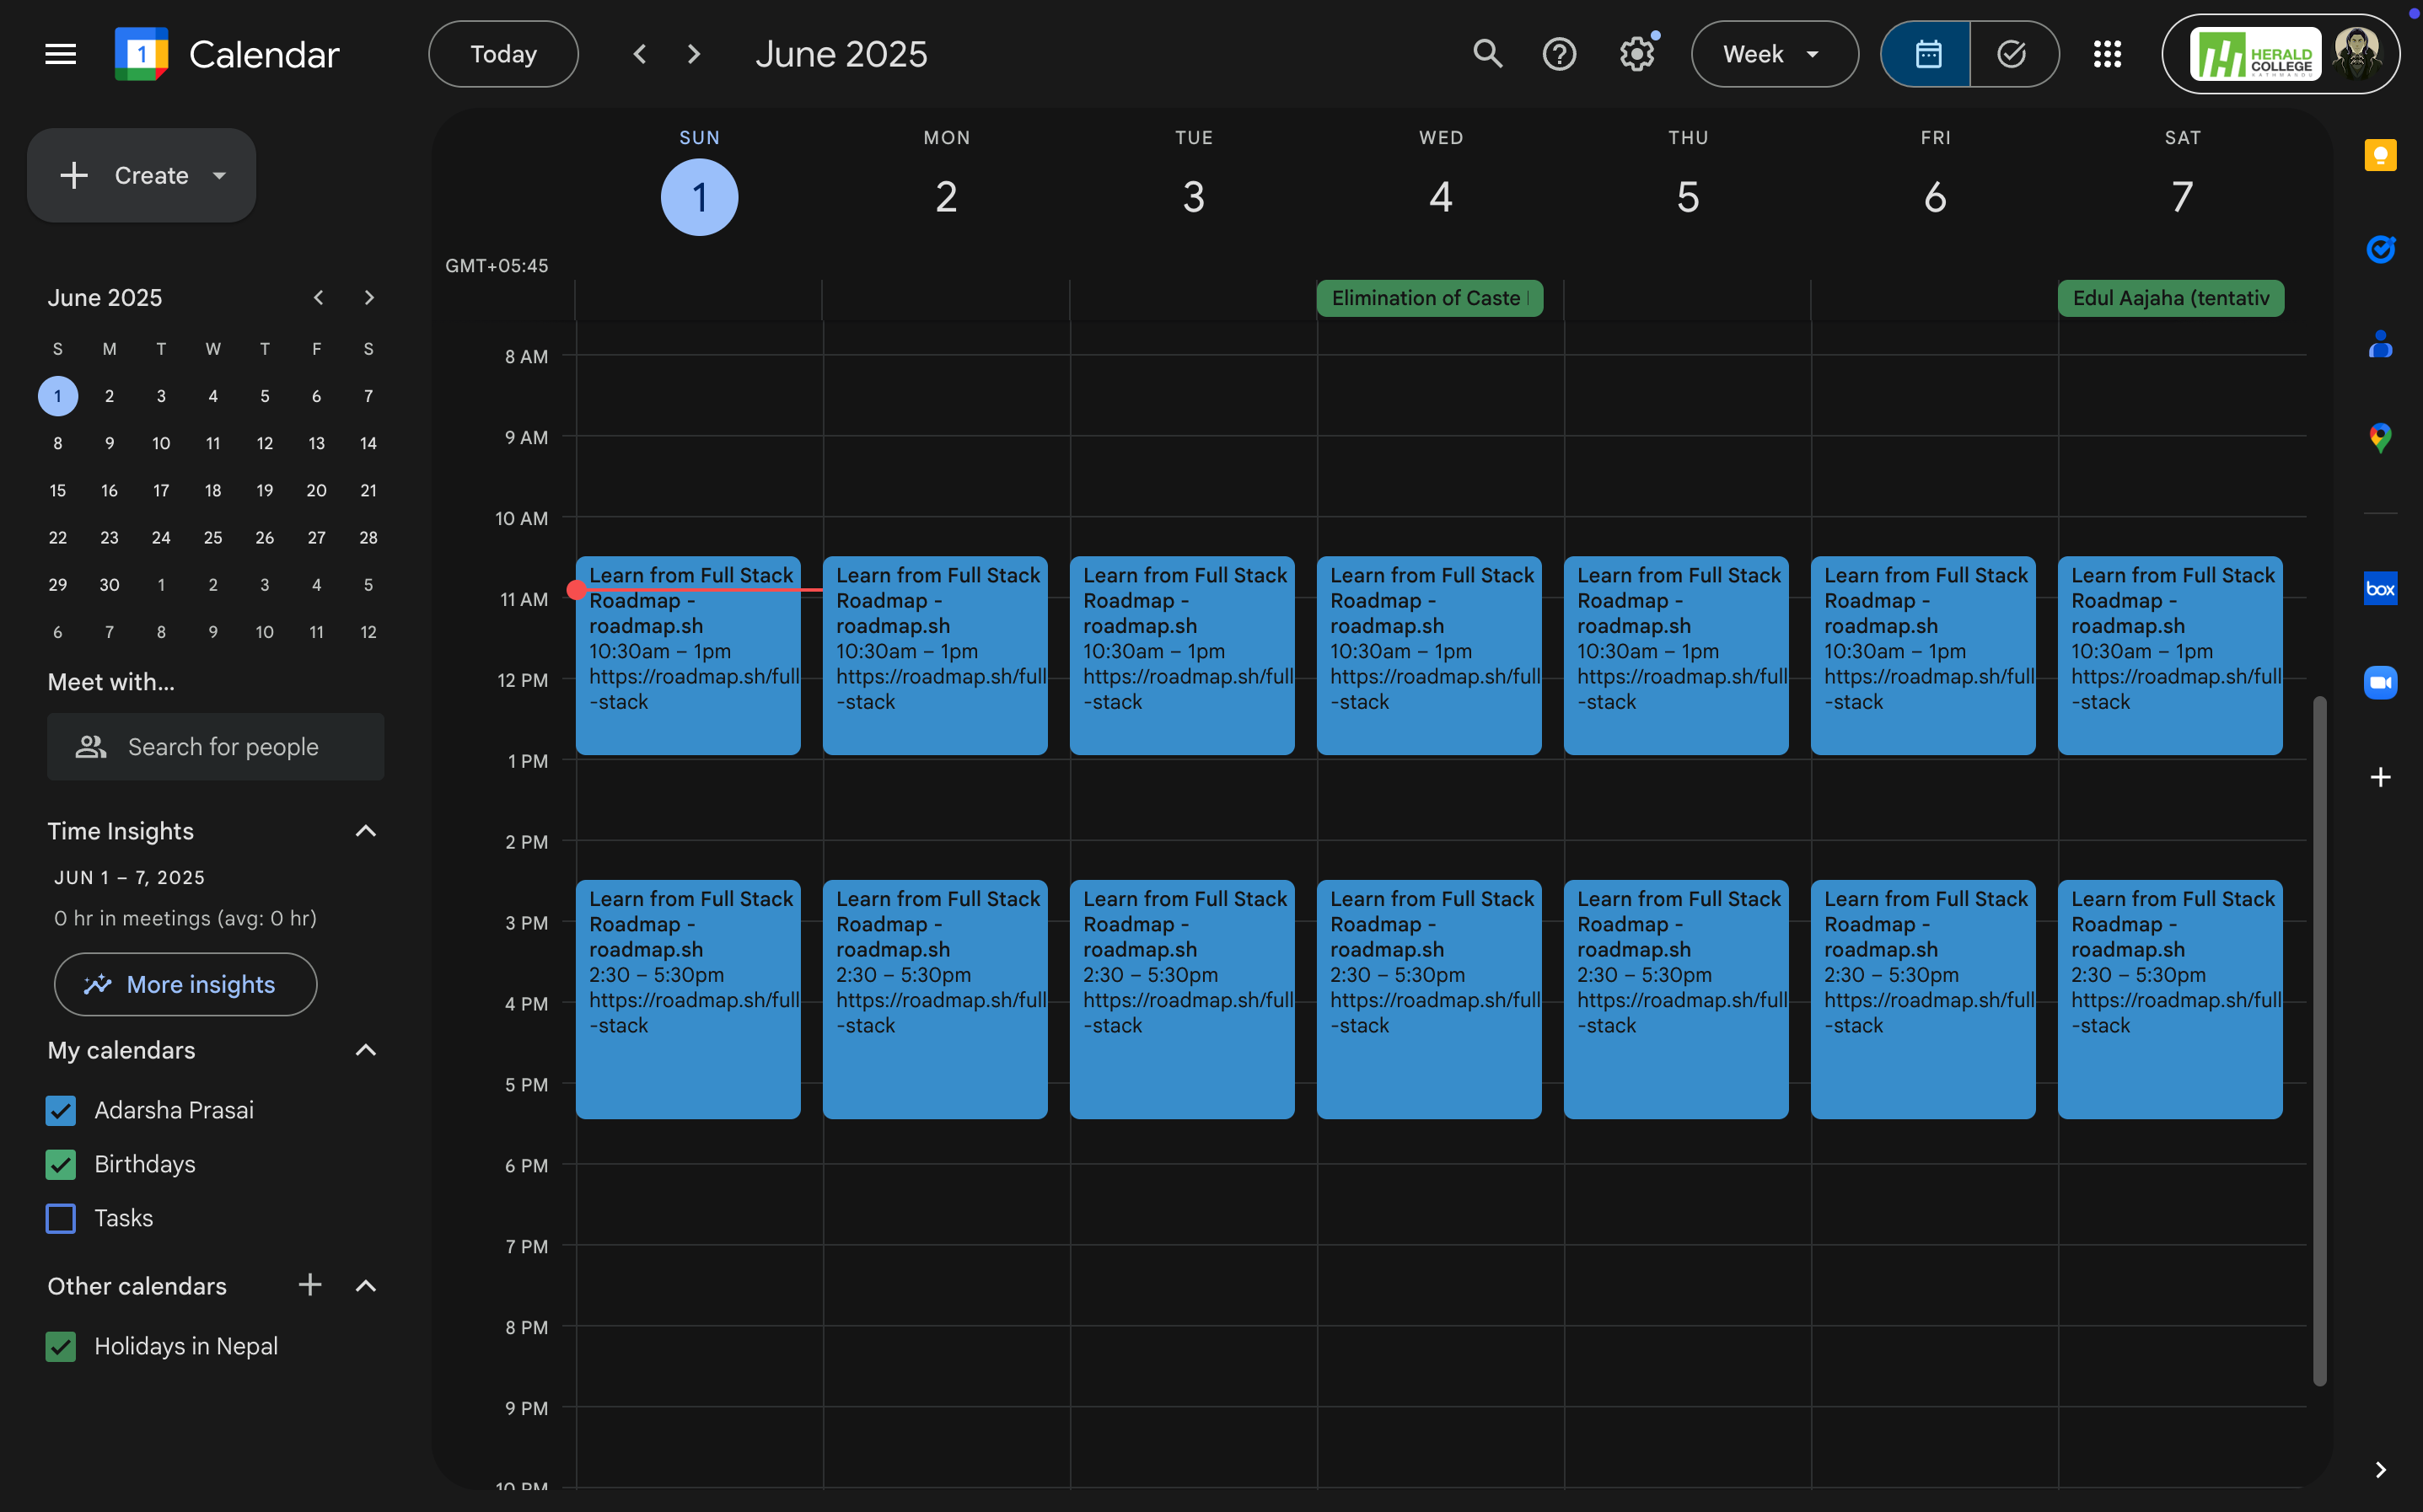 1
Calendar
Today
June 2025
Week
HERALD
COLLEGE
KATHMANDU
Create
June 2025
S M T W T F S
1 2 3 4 5 6 7
8 9 10 11 12 13 14
15 16 17 18 19 20 21
22 23 24 25 26 27 28
29 30 1 2 3 4 5
6 7 8 9 10 11 12
Meet with...
Search for people
Time Insights
JUN 1 – 7, 2025
0 hr in meetings (avg: 0 hr)
More insights
My calendars
Adarsha Prasai
Birthdays
Tasks
Other calendars
Holidays in Nepal
SUN MON TUE WED THU FRI SAT
1 2 3 4 5 6 7
GMT+05:45
Elimination of Caste
Edul Aajaha (tentativ
8 AM
9 AM
10 AM
11 AM
12 PM
1 PM
2 PM
3 PM
4 PM
5 PM
6 PM
7 PM
8 PM
9 PM
10 PM
Learn from Full Stack
Roadmap -
roadmap.sh
10:30am – 1pm
https://roadmap.sh/full
-stack
Learn from Full Stack
Roadmap -
roadmap.sh
10:30am – 1pm
https://roadmap.sh/full
-stack
Learn from Full Stack
Roadmap -
roadmap.sh
10:30am – 1pm
https://roadmap.sh/full
-stack
Learn from Full Stack
Roadmap -
roadmap.sh
10:30am – 1pm
https://roadmap.sh/full
-stack
Learn from Full Stack
Roadmap -
roadmap.sh
10:30am – 1pm
https://roadmap.sh/full
-stack
Learn from Full Stack
Roadmap -
roadmap.sh
10:30am – 1pm
https://roadmap.sh/full
-stack
Learn from Full Stack
Roadmap -
roadmap.sh
10:30am – 1pm
https://roadmap.sh/full
-stack
Learn from Full Stack
Roadmap -
roadmap.sh
2:30 – 5:30pm
https://roadmap.sh/full
-stack
Learn from Full Stack
Roadmap -
roadmap.sh
2:30 – 5:30pm
https://roadmap.sh/full
-stack
Learn from Full Stack
Roadmap -
roadmap.sh
2:30 – 5:30pm
https://roadmap.sh/full
-stack
Learn from Full Stack
Roadmap -
roadmap.sh
2:30 – 5:30pm
https://roadmap.sh/full
-stack
Learn from Full Stack
Roadmap -
roadmap.sh
2:30 – 5:30pm
https://roadmap.sh/full
-stack
Learn from Full Stack
Roadmap -
roadmap.sh
2:30 – 5:30pm
https://roadmap.sh/full
-stack
Learn from Full Stack
Roadmap -
roadmap.sh
2:30 – 5:30pm
https://roadmap.sh/full
-stack
box